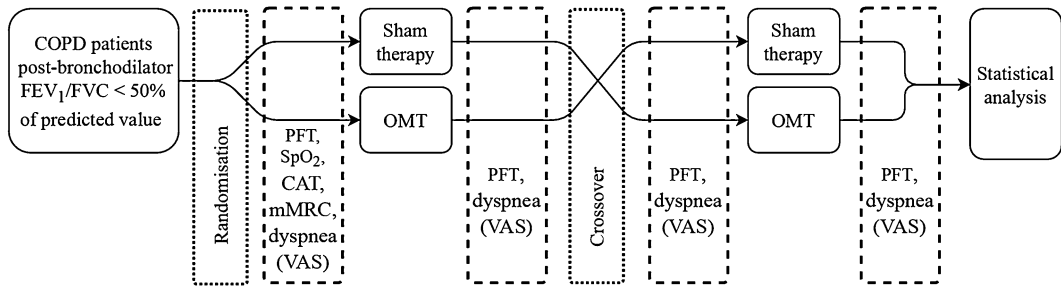 COPD patients
post-bronchodilator
FEV₁/FVC < 50%
of predicted value
Randomisation
PFT,
SpO₂,
CAT,
mMRC,
dyspnea
(VAS)
Sham
therapy
OMT
PFT,
dyspnea
(VAS)
Crossover
PFT,
dyspnea
(VAS)
Sham
therapy
OMT
PFT,
dyspnea
(VAS)
Statistical
analysis